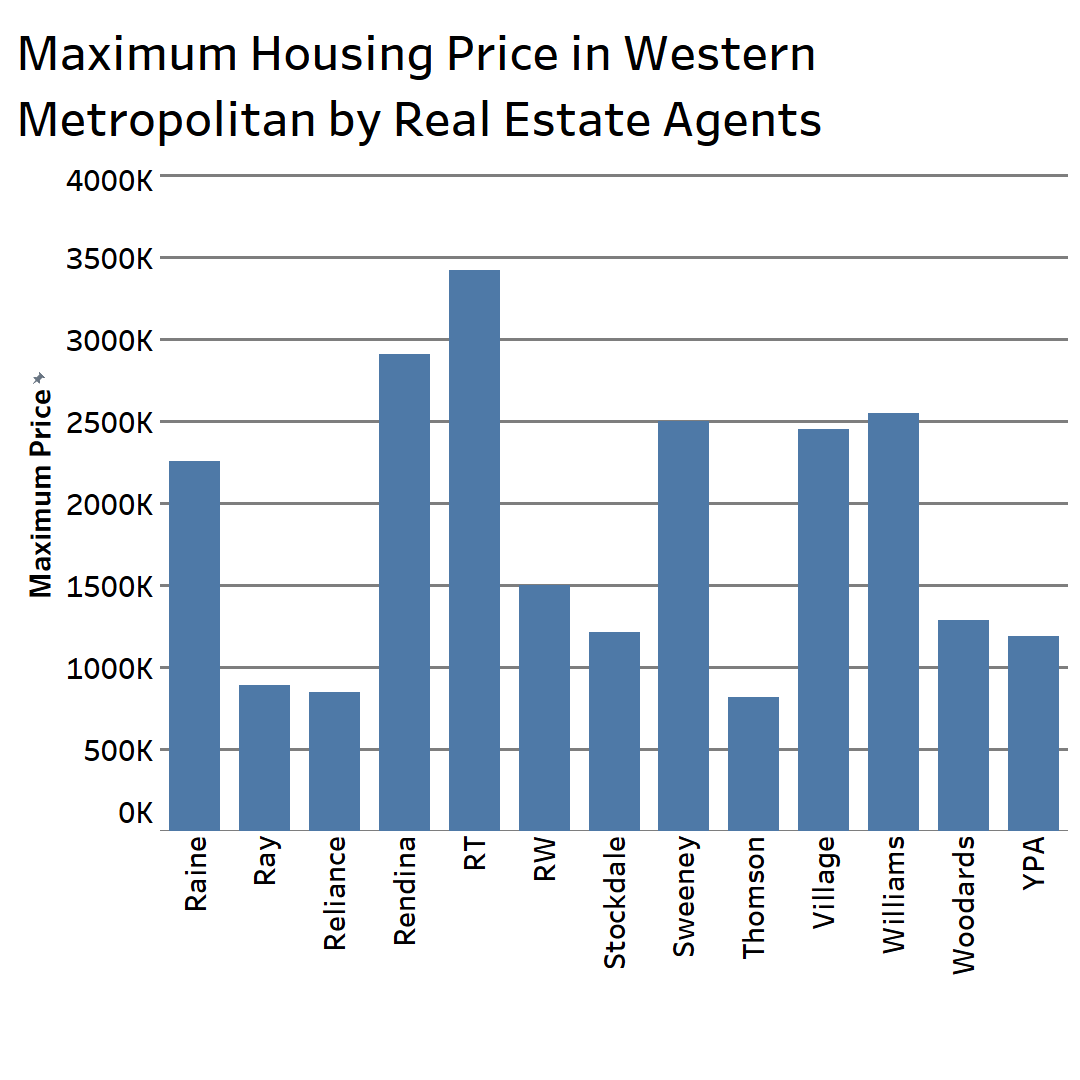 Maximum Housing Price in Western
Metropolitan by Real Estate Agents
4000K
3500K
3000K
2500K
2000K
1500K
1000K
500K
0K
Maximum Price
Raine
Ray
Reliance
Rendina
RT
RW
Stockdale
Sweeney
Thomson
Village
Williams
Woodards
YPA